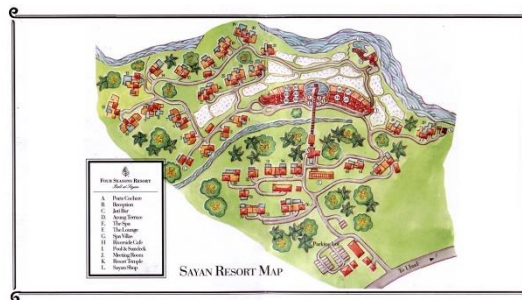 FOUR SEASONS RESORT
Bali at Sayan
A Porte Cochere
B Reception
C Jati Bar
D Ayung Terrace
E The Spa
F The Lounge
G Spa Villas
H Riverside Cafe
I Pool & Sundeck
J Meeting Room
K Resort Temple
L Sayan Shop
SAYAN RESORT MAP
Parking Lot
To Ubud